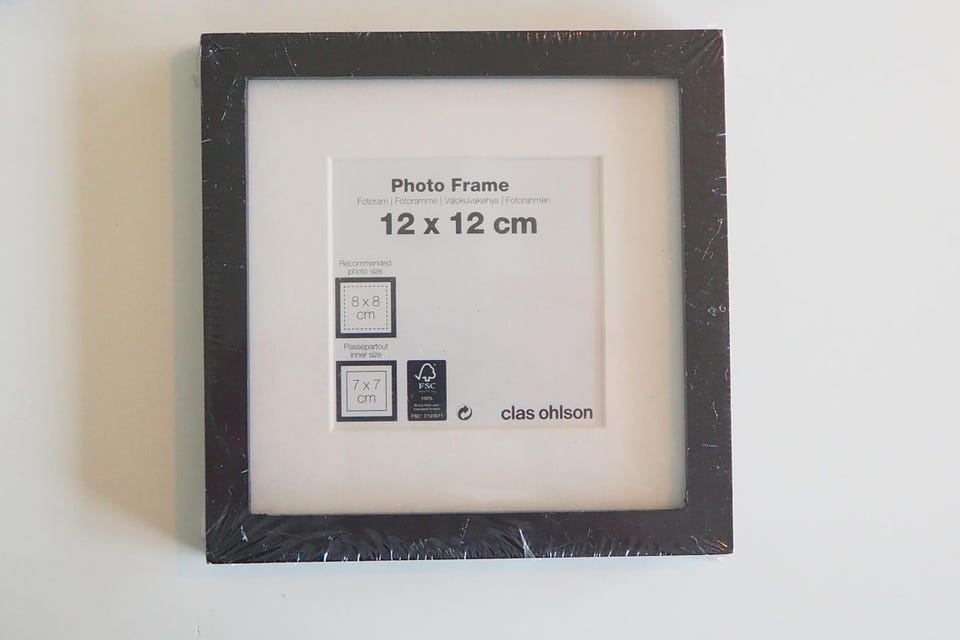 Photo Frame
Fotoram | Fotoramme | Valokuvakehys | Fotorahmen
12 x 12 cm
Recommended
photo size
8 x 8
cm
Passepartout
inner size
7 x 7
cm
FSC
100%
clas ohlson